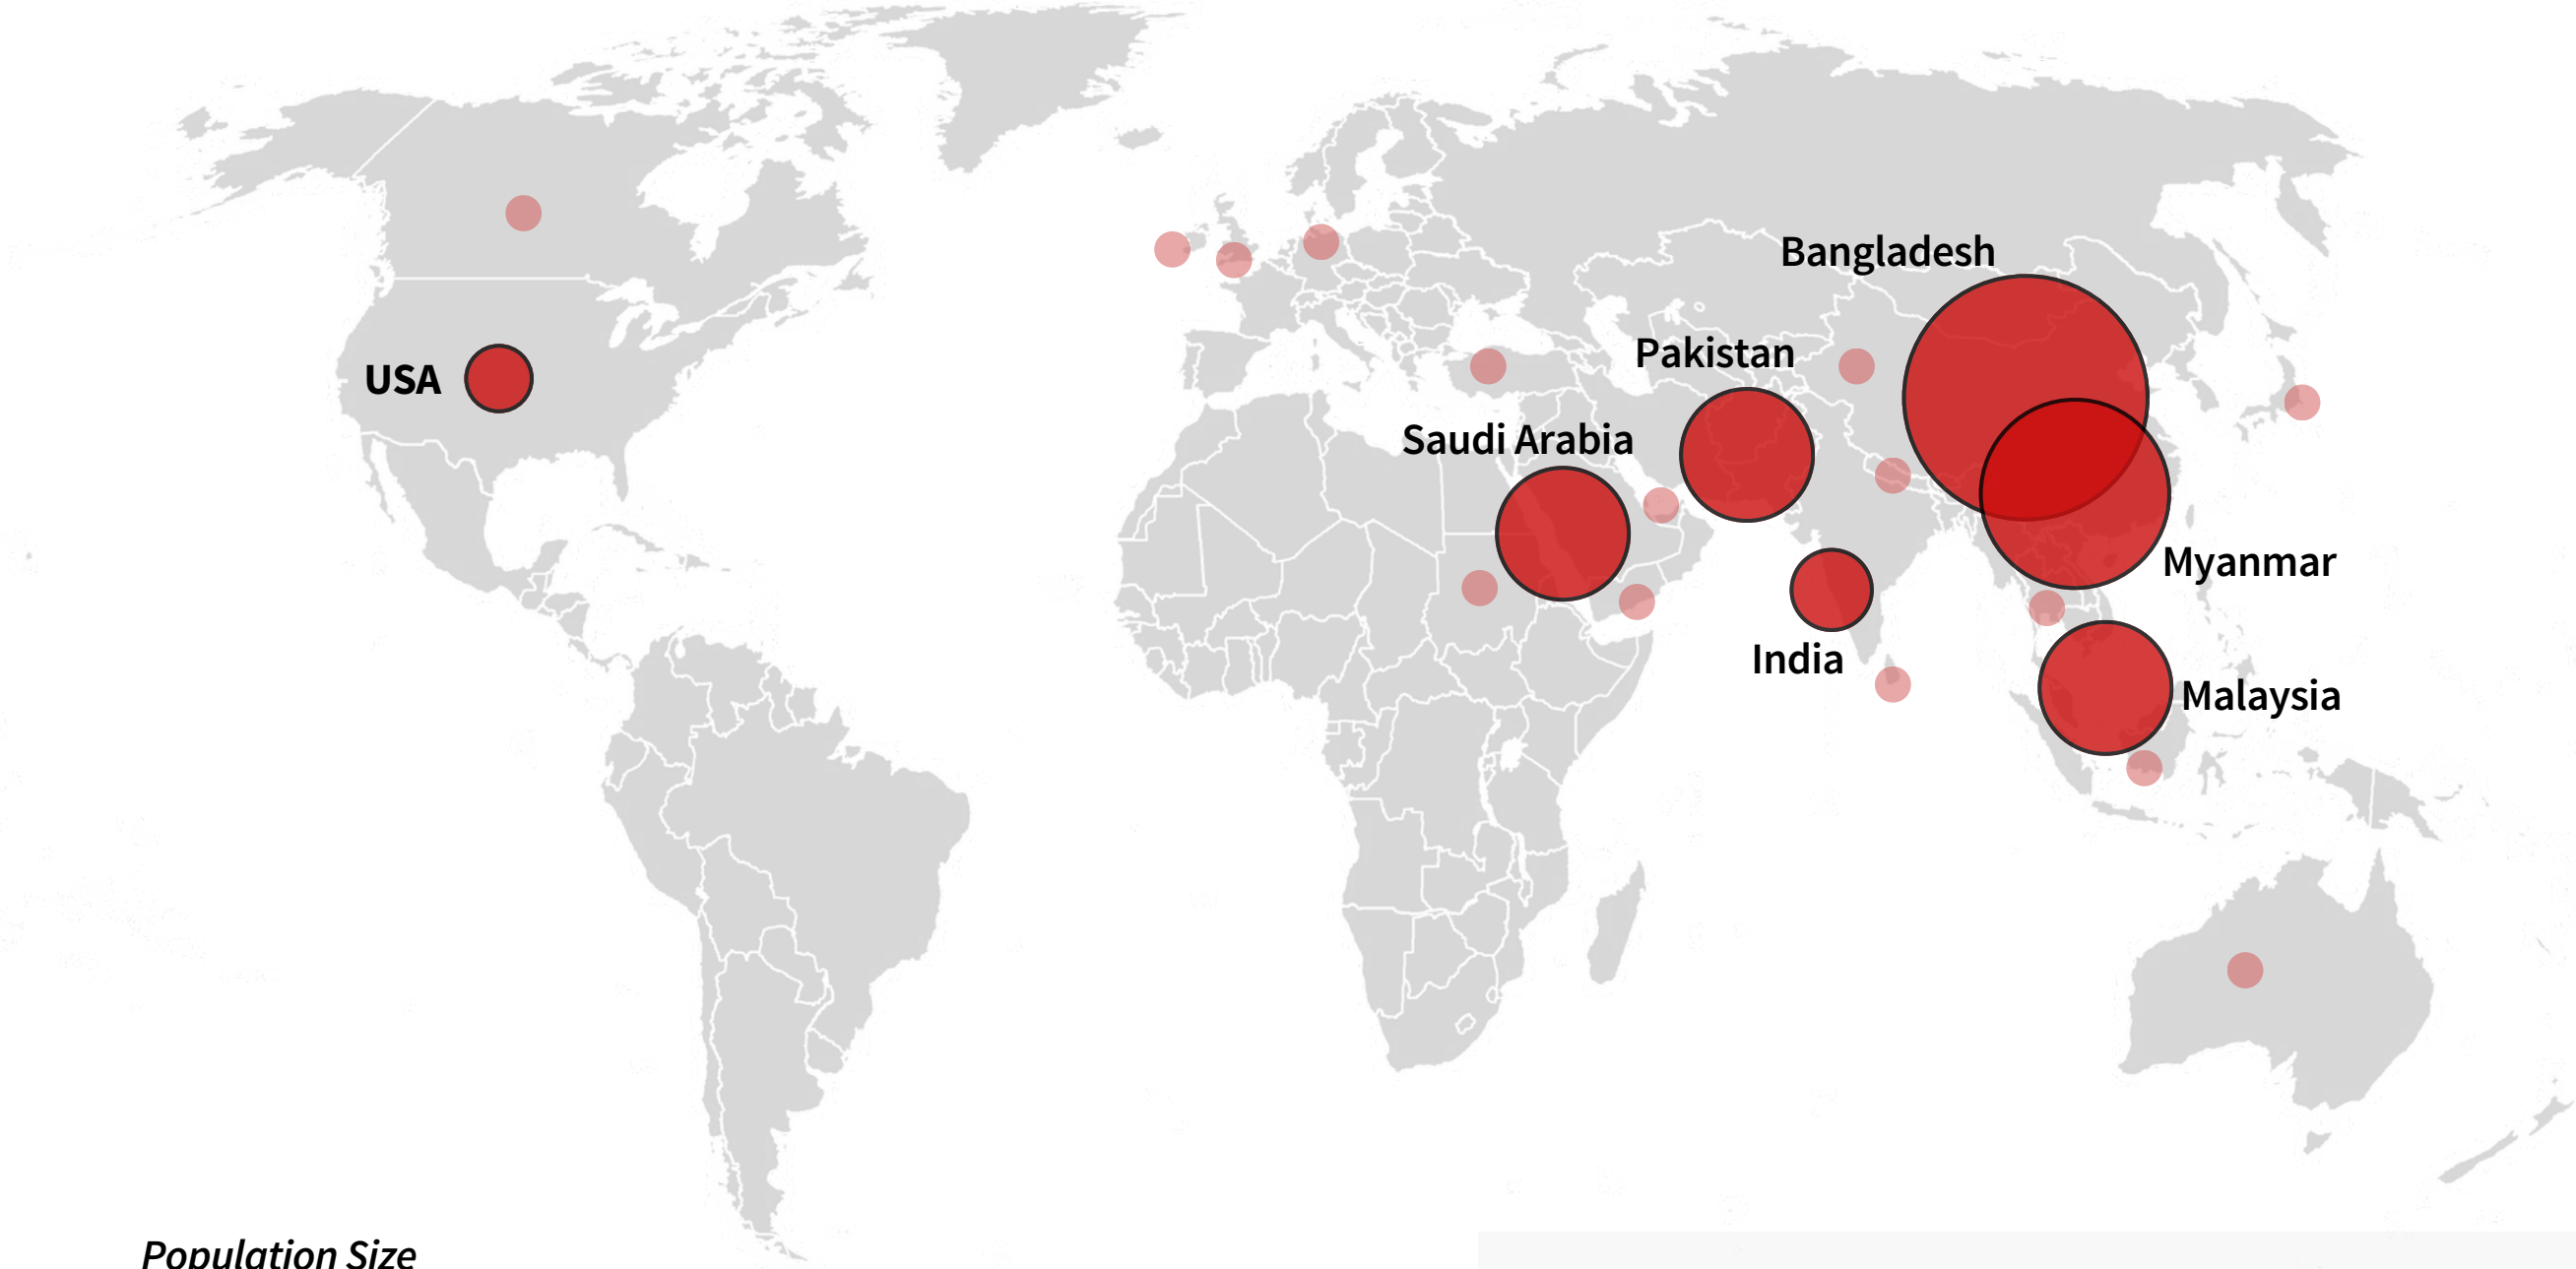 Bangladesh
Pakistan
USA
Saudi Arabia
Myanmar
India
Malaysia
Population Size